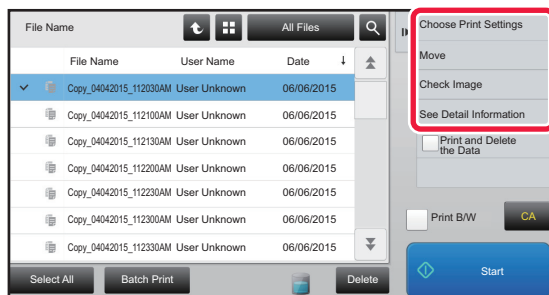 File Name
All Files
File Name User Name Date ↓
Copy_04042015_112030AM User Unknown 06/06/2015
Copy_04042015_112100AM User Unknown 06/06/2015
Copy_04042015_112130AM User Unknown 06/06/2015
Copy_04042015_112200AM User Unknown 06/06/2015
Copy_04042015_112230AM User Unknown 06/06/2015
Copy_04042015_112300AM User Unknown 06/06/2015
Copy_04042015_112330AM User Unknown 06/06/2015
Select All Batch Print Delete
Choose Print Settings
Move
Check Image
See Detail Information
Print and Delete
the Data
Print B/W CA
Start